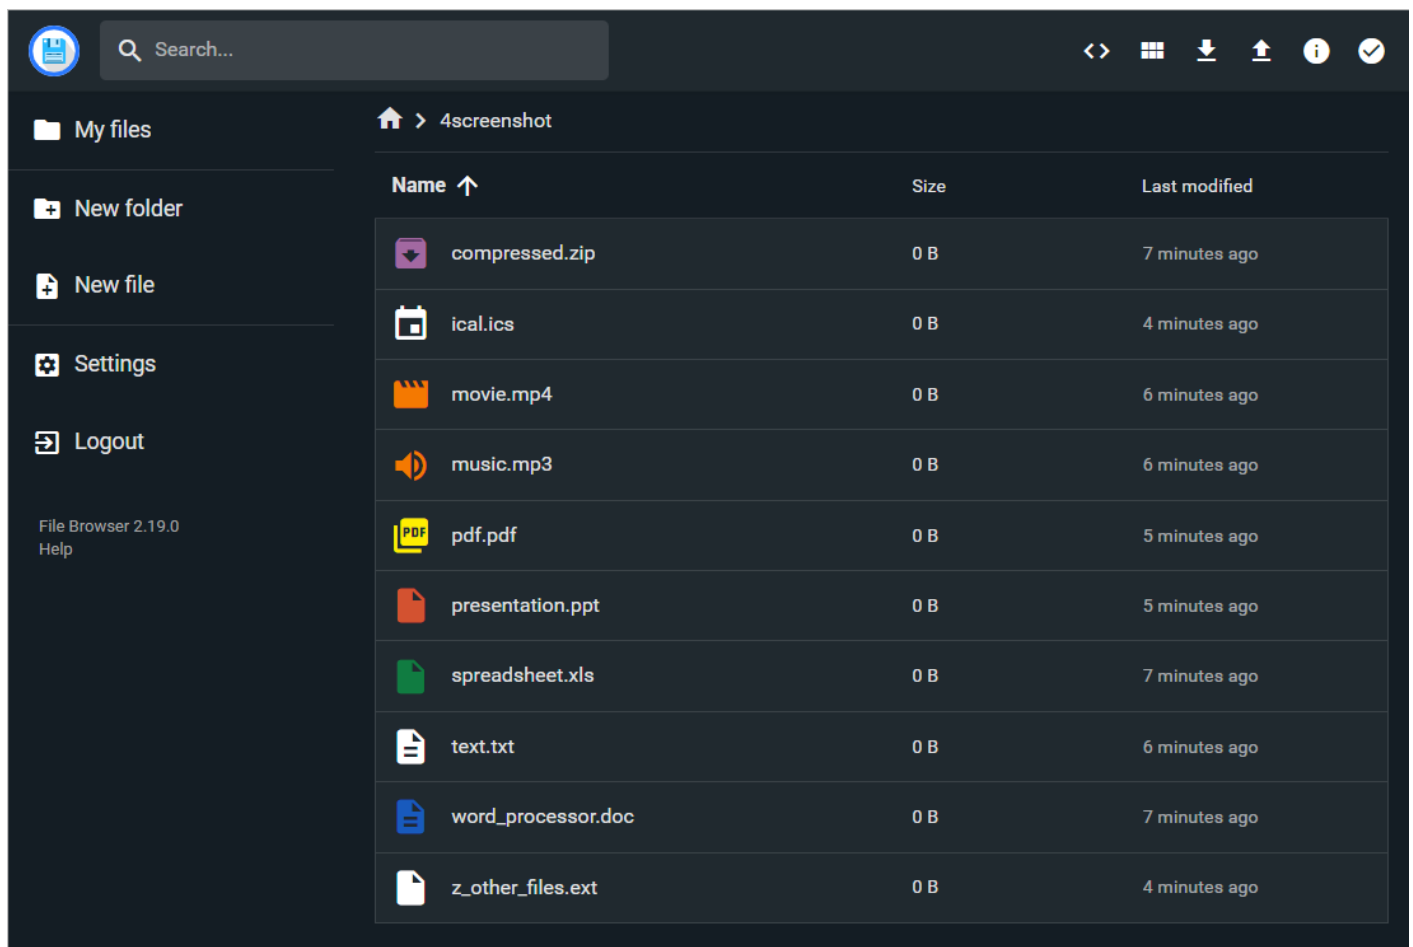 Search...
My files
New folder
New file
Settings
Logout
File Browser 2.19.0
Help
4screenshot
Name Size Last modified
compressed.zip 0 B 7 minutes ago
ical.ics 0 B 4 minutes ago
movie.mp4 0 B 6 minutes ago
music.mp3 0 B 6 minutes ago
PDF pdf.pdf 0 B 5 minutes ago
presentation.ppt 0 B 5 minutes ago
spreadsheet.xls 0 B 7 minutes ago
text.txt 0 B 6 minutes ago
word_processor.doc 0 B 7 minutes ago
z_other_files.ext 0 B 4 minutes ago